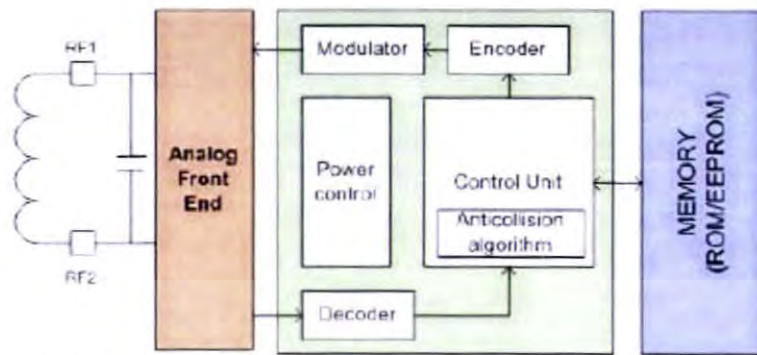 RF1
Modulator
Encoder
Analog
Front
End
Power
control
Control Unit
Anticollision
algorithm
MEMORY
(ROM/EEPROM)
RF2
Decoder